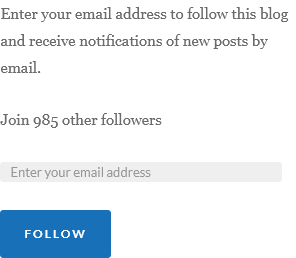 Enter your email address to follow this blog
and receive notifications of new posts by
email.
Join 985 other followers
Enter your email address
FOLLOW